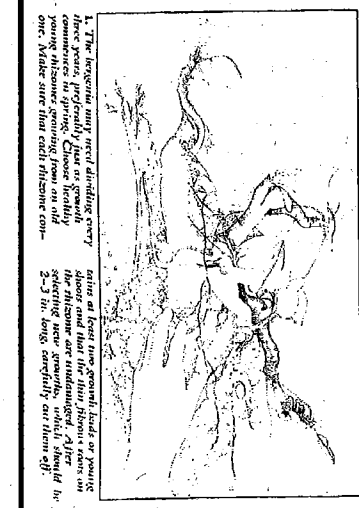 1. The bergenia may need dividing every
three years, preferably just as growth
commences in spring. Choose healthy
young rhizomes growing from an old
one. Make sure that each rhizome con-
tains at least two growth buds or young
shoots and that the thin fibrous roots on
the rhizome are undamaged. After
selecting new growths, which should be
2–3 in. long, carefully cut them off.